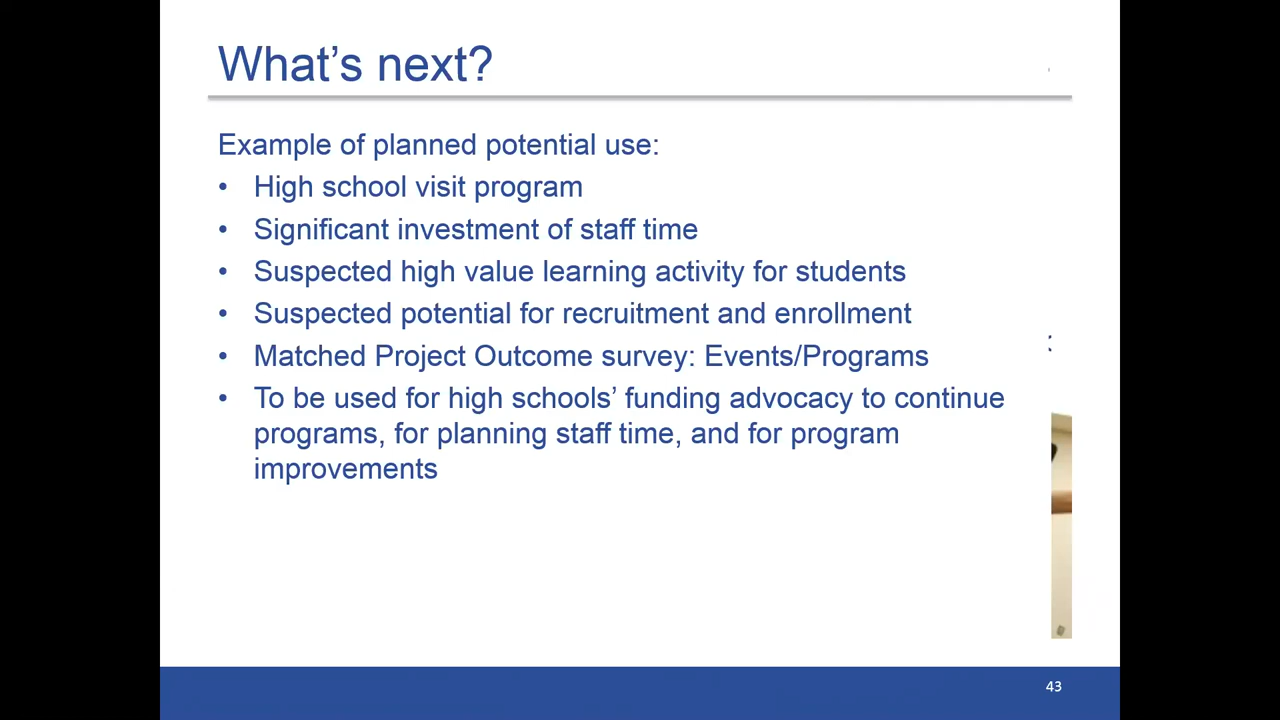 What’s next?
Example of planned potential use:
• High school visit program
• Significant investment of staff time
• Suspected high value learning activity for students
• Suspected potential for recruitment and enrollment
• Matched Project Outcome survey: Events/Programs
• To be used for high schools’ funding advocacy to continue
programs, for planning staff time, and for program
improvements
43